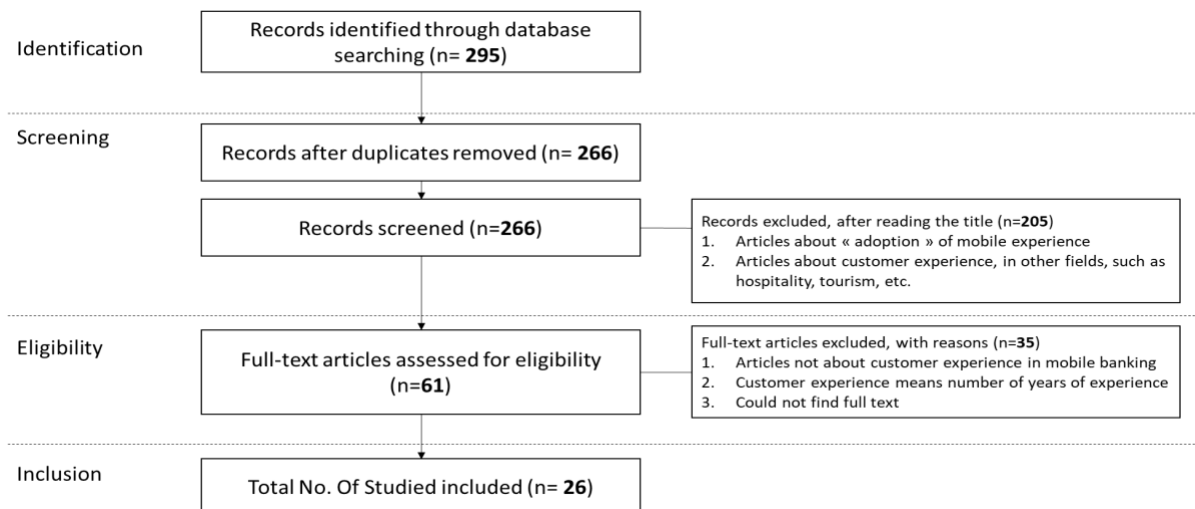 Identification
Records identified through database
searching (n= 295)
Screening
Records after duplicates removed (n= 266)
Records screened (n=266)
Records excluded, after reading the title (n=205)
1. Articles about « adoption » of mobile experience
2. Articles about customer experience, in other fields, such as
hospitality, tourism, etc.
Eligibility
Full-text articles assessed for eligibility
(n=61)
Full-text articles excluded, with reasons (n=35)
1. Articles not about customer experience in mobile banking
2. Customer experience means number of years of experience
3. Could not find full text
Inclusion
Total No. Of Studied included (n= 26)